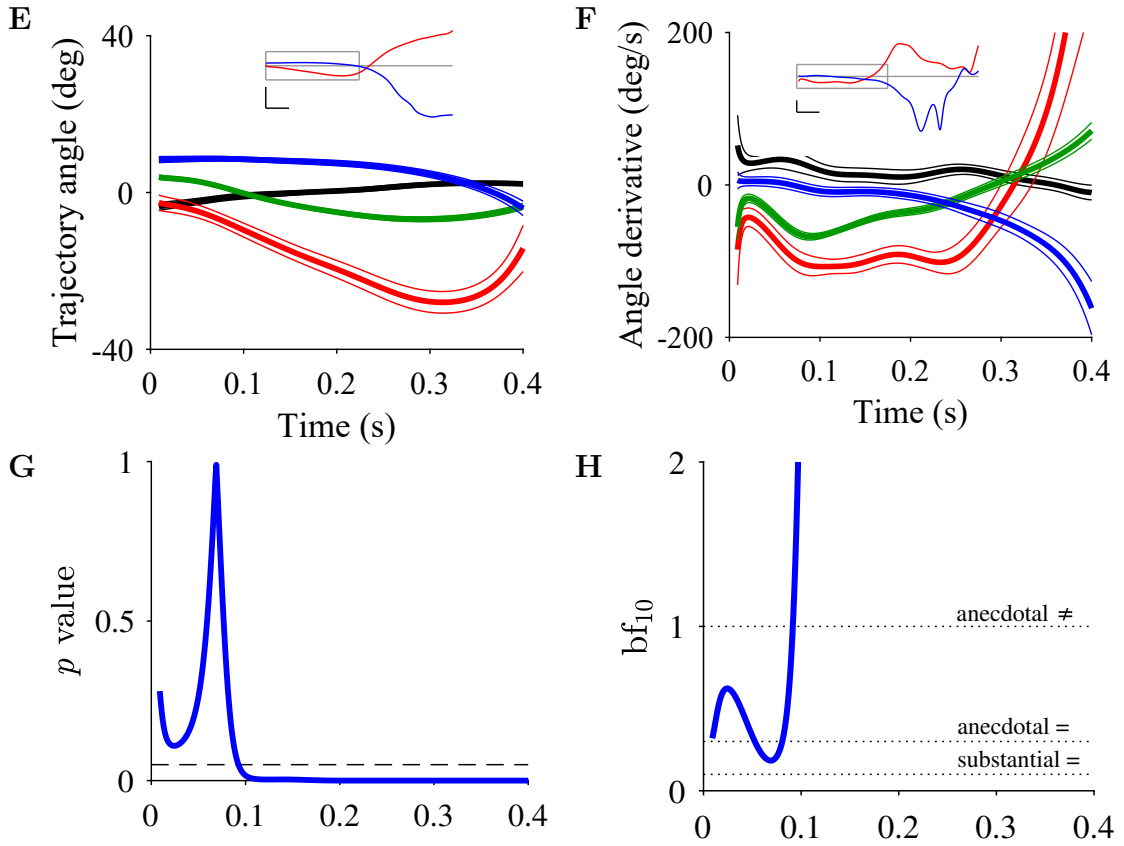 E
Trajectory angle (deg)
40
0
-40
0 0.1 0.2 0.3 0.4
Time (s)
F
Angle derivative (deg/s)
200
0
-200
0 0.1 0.2 0.3 0.4
Time (s)
G
p value
1
0.5
0
0 0.1 0.2 0.3 0.4
H
bf10
2
1
0
anecdotal ≠
anecdotal =
substantial =
0 0.1 0.2 0.3 0.4